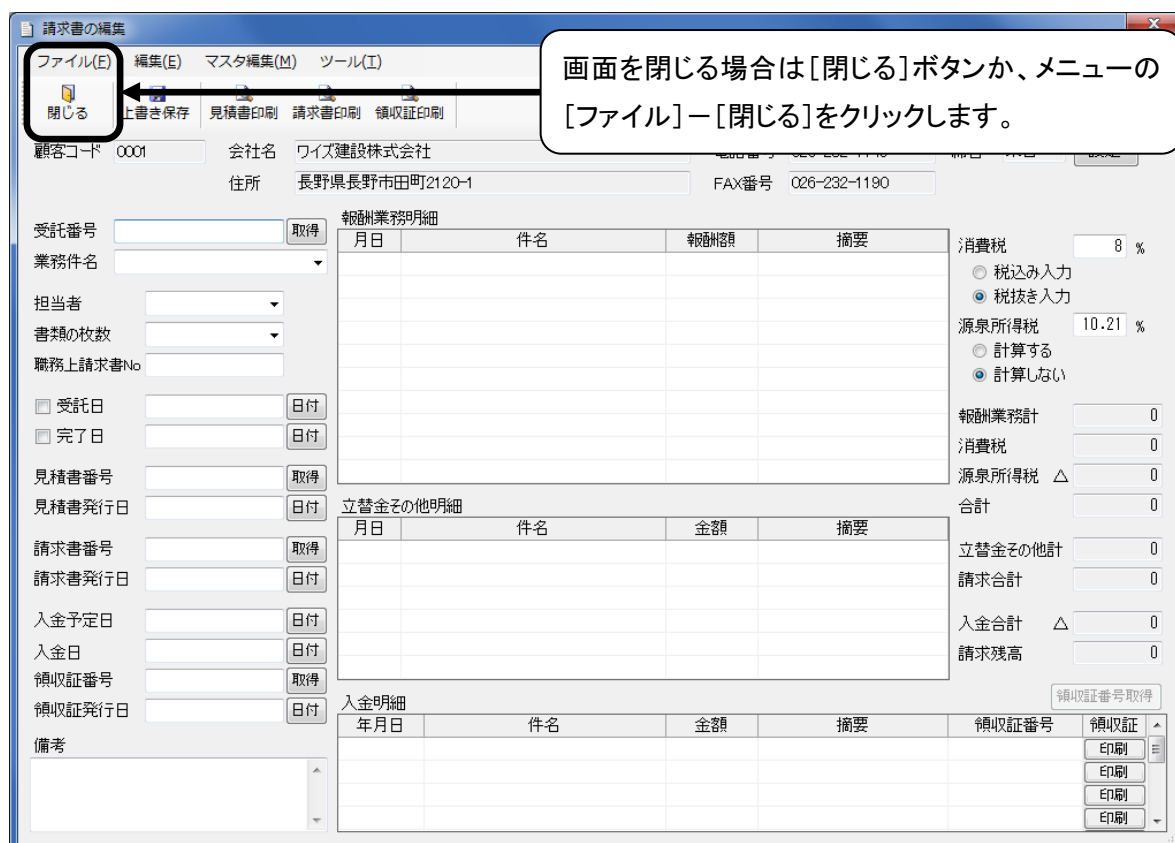 請求書の編集
ファイル(F) 編集(E) マスタ編集(M) ツール(T)
画面を閉じる場合は[閉じる]ボタンか、メニューの
[ファイル]－[閉じる]をクリックします。
閉じる 上書き保存 見積書印刷 請求書印刷 領収証印刷
顧客コード 0001 会社名 ワイズ建設株式会社
住所 長野県長野市田町2120-1 FAX番号 026-232-1190
受託番号 取得
業務件名
担当者
書類の枚数
職務上請求書No
受託日 日付
完了日 日付
見積書番号 取得
見積書発行日 日付
請求書番号 取得
請求書発行日 日付
入金予定日 日付
入金日 日付
領収証番号 取得
領収証発行日 日付
備考
報酬業務明細
月日 件名 報酬額 摘要
立替金その他明細
月日 件名 金額 摘要
入金明細
年月日 件名 金額 摘要 領収証番号 領収証
印刷
印刷
印刷
印刷
消費税 8 %
税込み入力
税抜き入力
源泉所得税 10.21 %
計算する
計算しない
報酬業務計 0
消費税 0
源泉所得税 △ 0
合計 0
立替金その他計 0
請求合計 0
入金合計 △ 0
請求残高 0
領収証番号取得